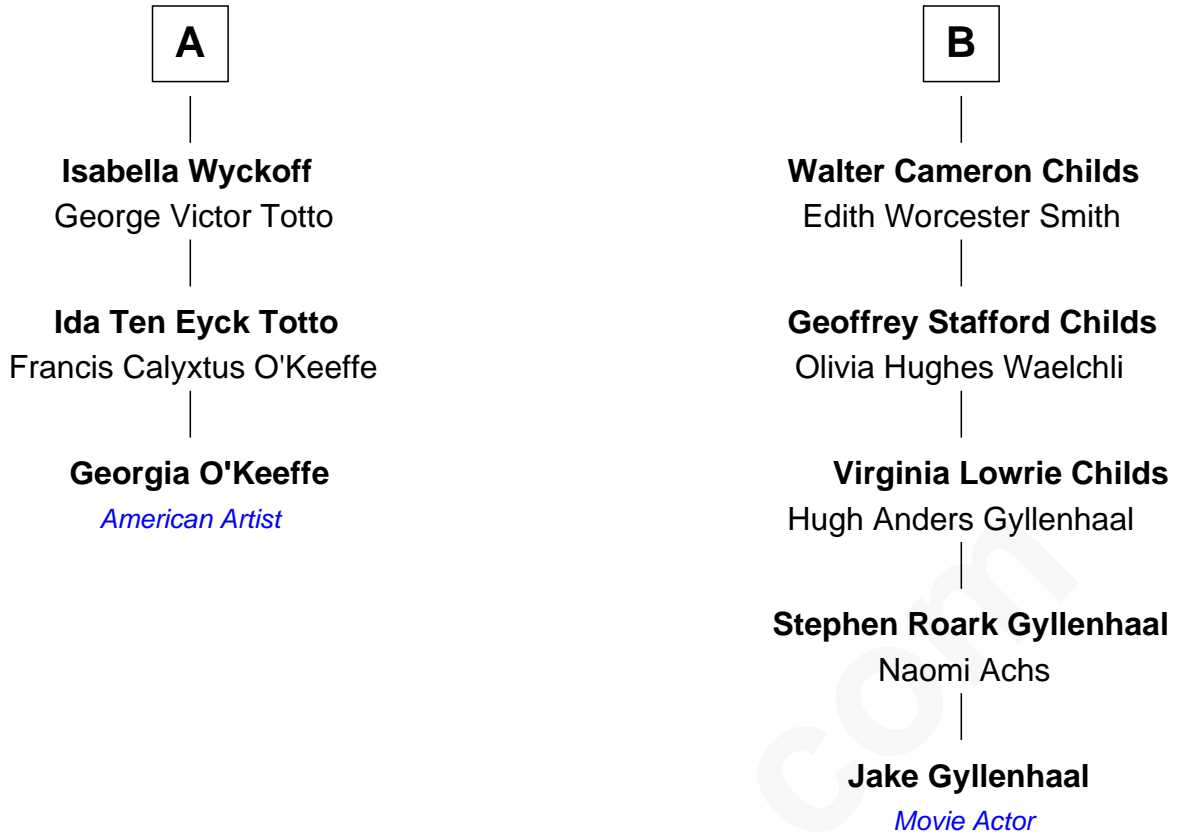 A
Isabella Wyckoff
George Victor Totto
Ida Ten Eyck Totto
Francis Calyxtus O'Keeffe
Georgia O'Keeffe
American Artist
B
Walter Cameron Childs
Edith Worcester Smith
Geoffrey Stafford Childs
Olivia Hughes Waelchli
Virginia Lowrie Childs
Hugh Anders Gyllenhaal
Stephen Roark Gyllenhaal
Naomi Achs
Jake Gyllenhaal
Movie Actor
com